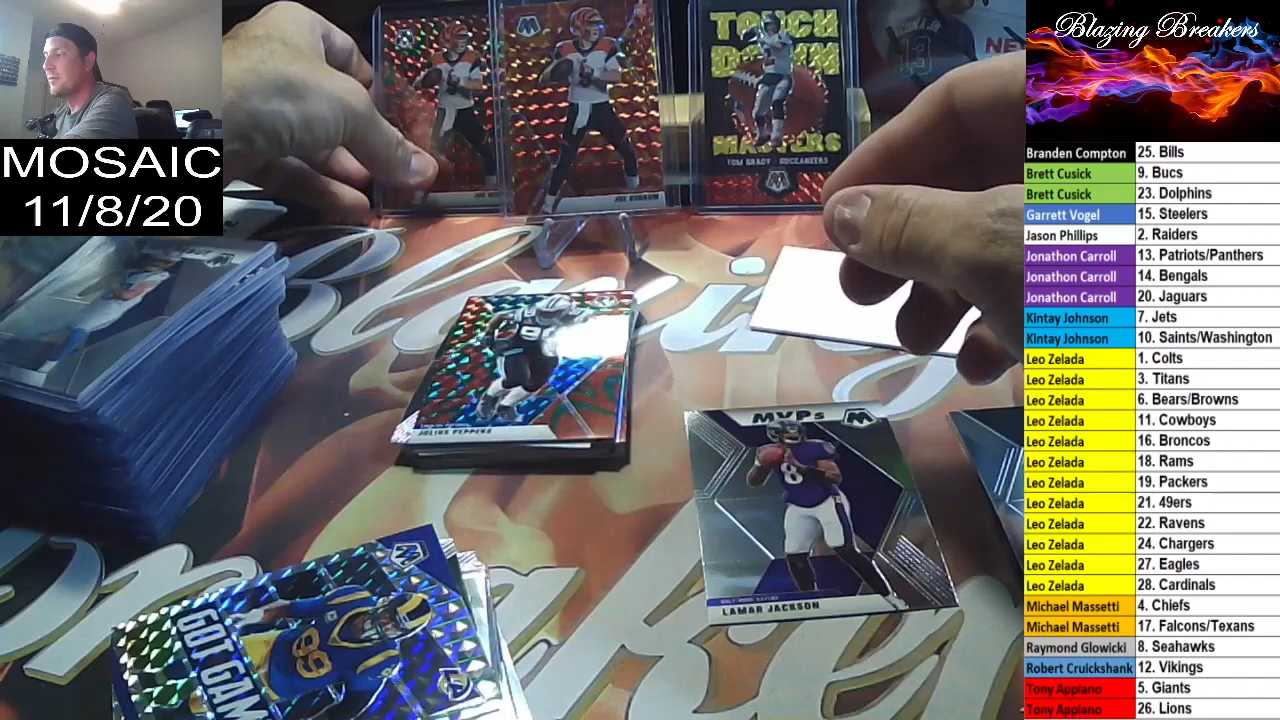 MOSAIC
11/8/20
TOUCH
DOWN
MASTERS
TOM BRADY - BUCCANEERS
JOE BURROW
JULIUS PEPPERS
MVPs
8
LAMAR JACKSON
GOT GAM
13
Blazing Breakers
Branden Compton 25. Bills
Brett Cusick 9. Bucs
Brett Cusick 23. Dolphins
Garrett Vogel 15. Steelers
Jason Phillips 2. Raiders
Jonathon Carroll 13. Patriots/Panthers
Jonathon Carroll 14. Bengals
Jonathon Carroll 20. Jaguars
Kintay Johnson 7. Jets
Kintay Johnson 10. Saints/Washington
Leo Zelada 1. Colts
Leo Zelada 3. Titans
Leo Zelada 6. Bears/Browns
Leo Zelada 11. Cowboys
Leo Zelada 16. Broncos
Leo Zelada 18. Rams
Leo Zelada 19. Packers
Leo Zelada 21. 49ers
Leo Zelada 22. Ravens
Leo Zelada 24. Chargers
Leo Zelada 27. Eagles
Leo Zelada 28. Cardinals
Michael Massetti 4. Chiefs
Michael Massetti 17. Falcons/Texans
Raymond Glowicki 8. Seahawks
Robert Cruickshank 12. Vikings
Tony Appiano 5. Giants
Tony Appiano 26. Lions